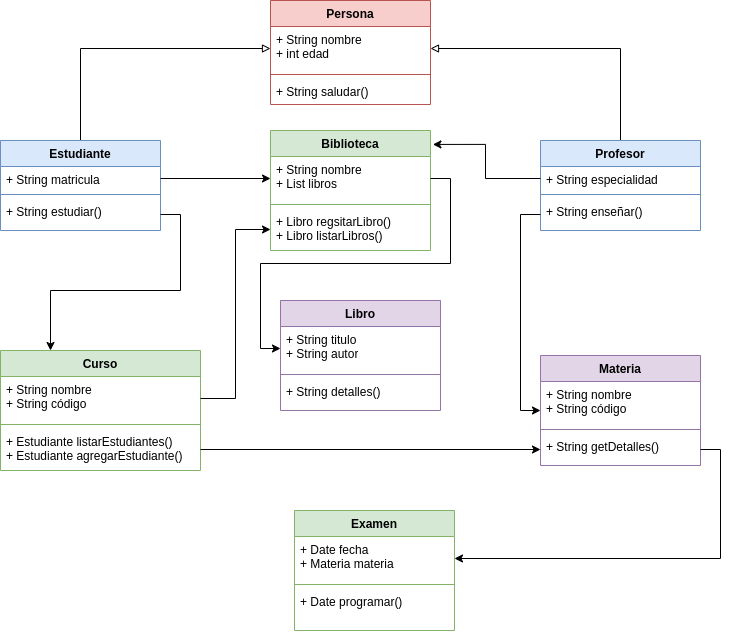 Persona
+ String nombre
+ int edad
+ String saludar()
Estudiante
+ String matricula
+ String estudiar()
Biblioteca
+ String nombre
+ List libros
+ Libro regsitarLibro()
+ Libro listarLibros()
Profesor
+ String especialidad
+ String enseñar()
Libro
+ String titulo
+ String autor
+ String detalles()
Curso
+ String nombre
+ String código
+ Estudiante listarEstudiantes()
+ Estudiante agregarEstudiante()
Materia
+ String nombre
+ String código
+ String getDetalles()
Examen
+ Date fecha
+ Materia materia
+ Date programar()